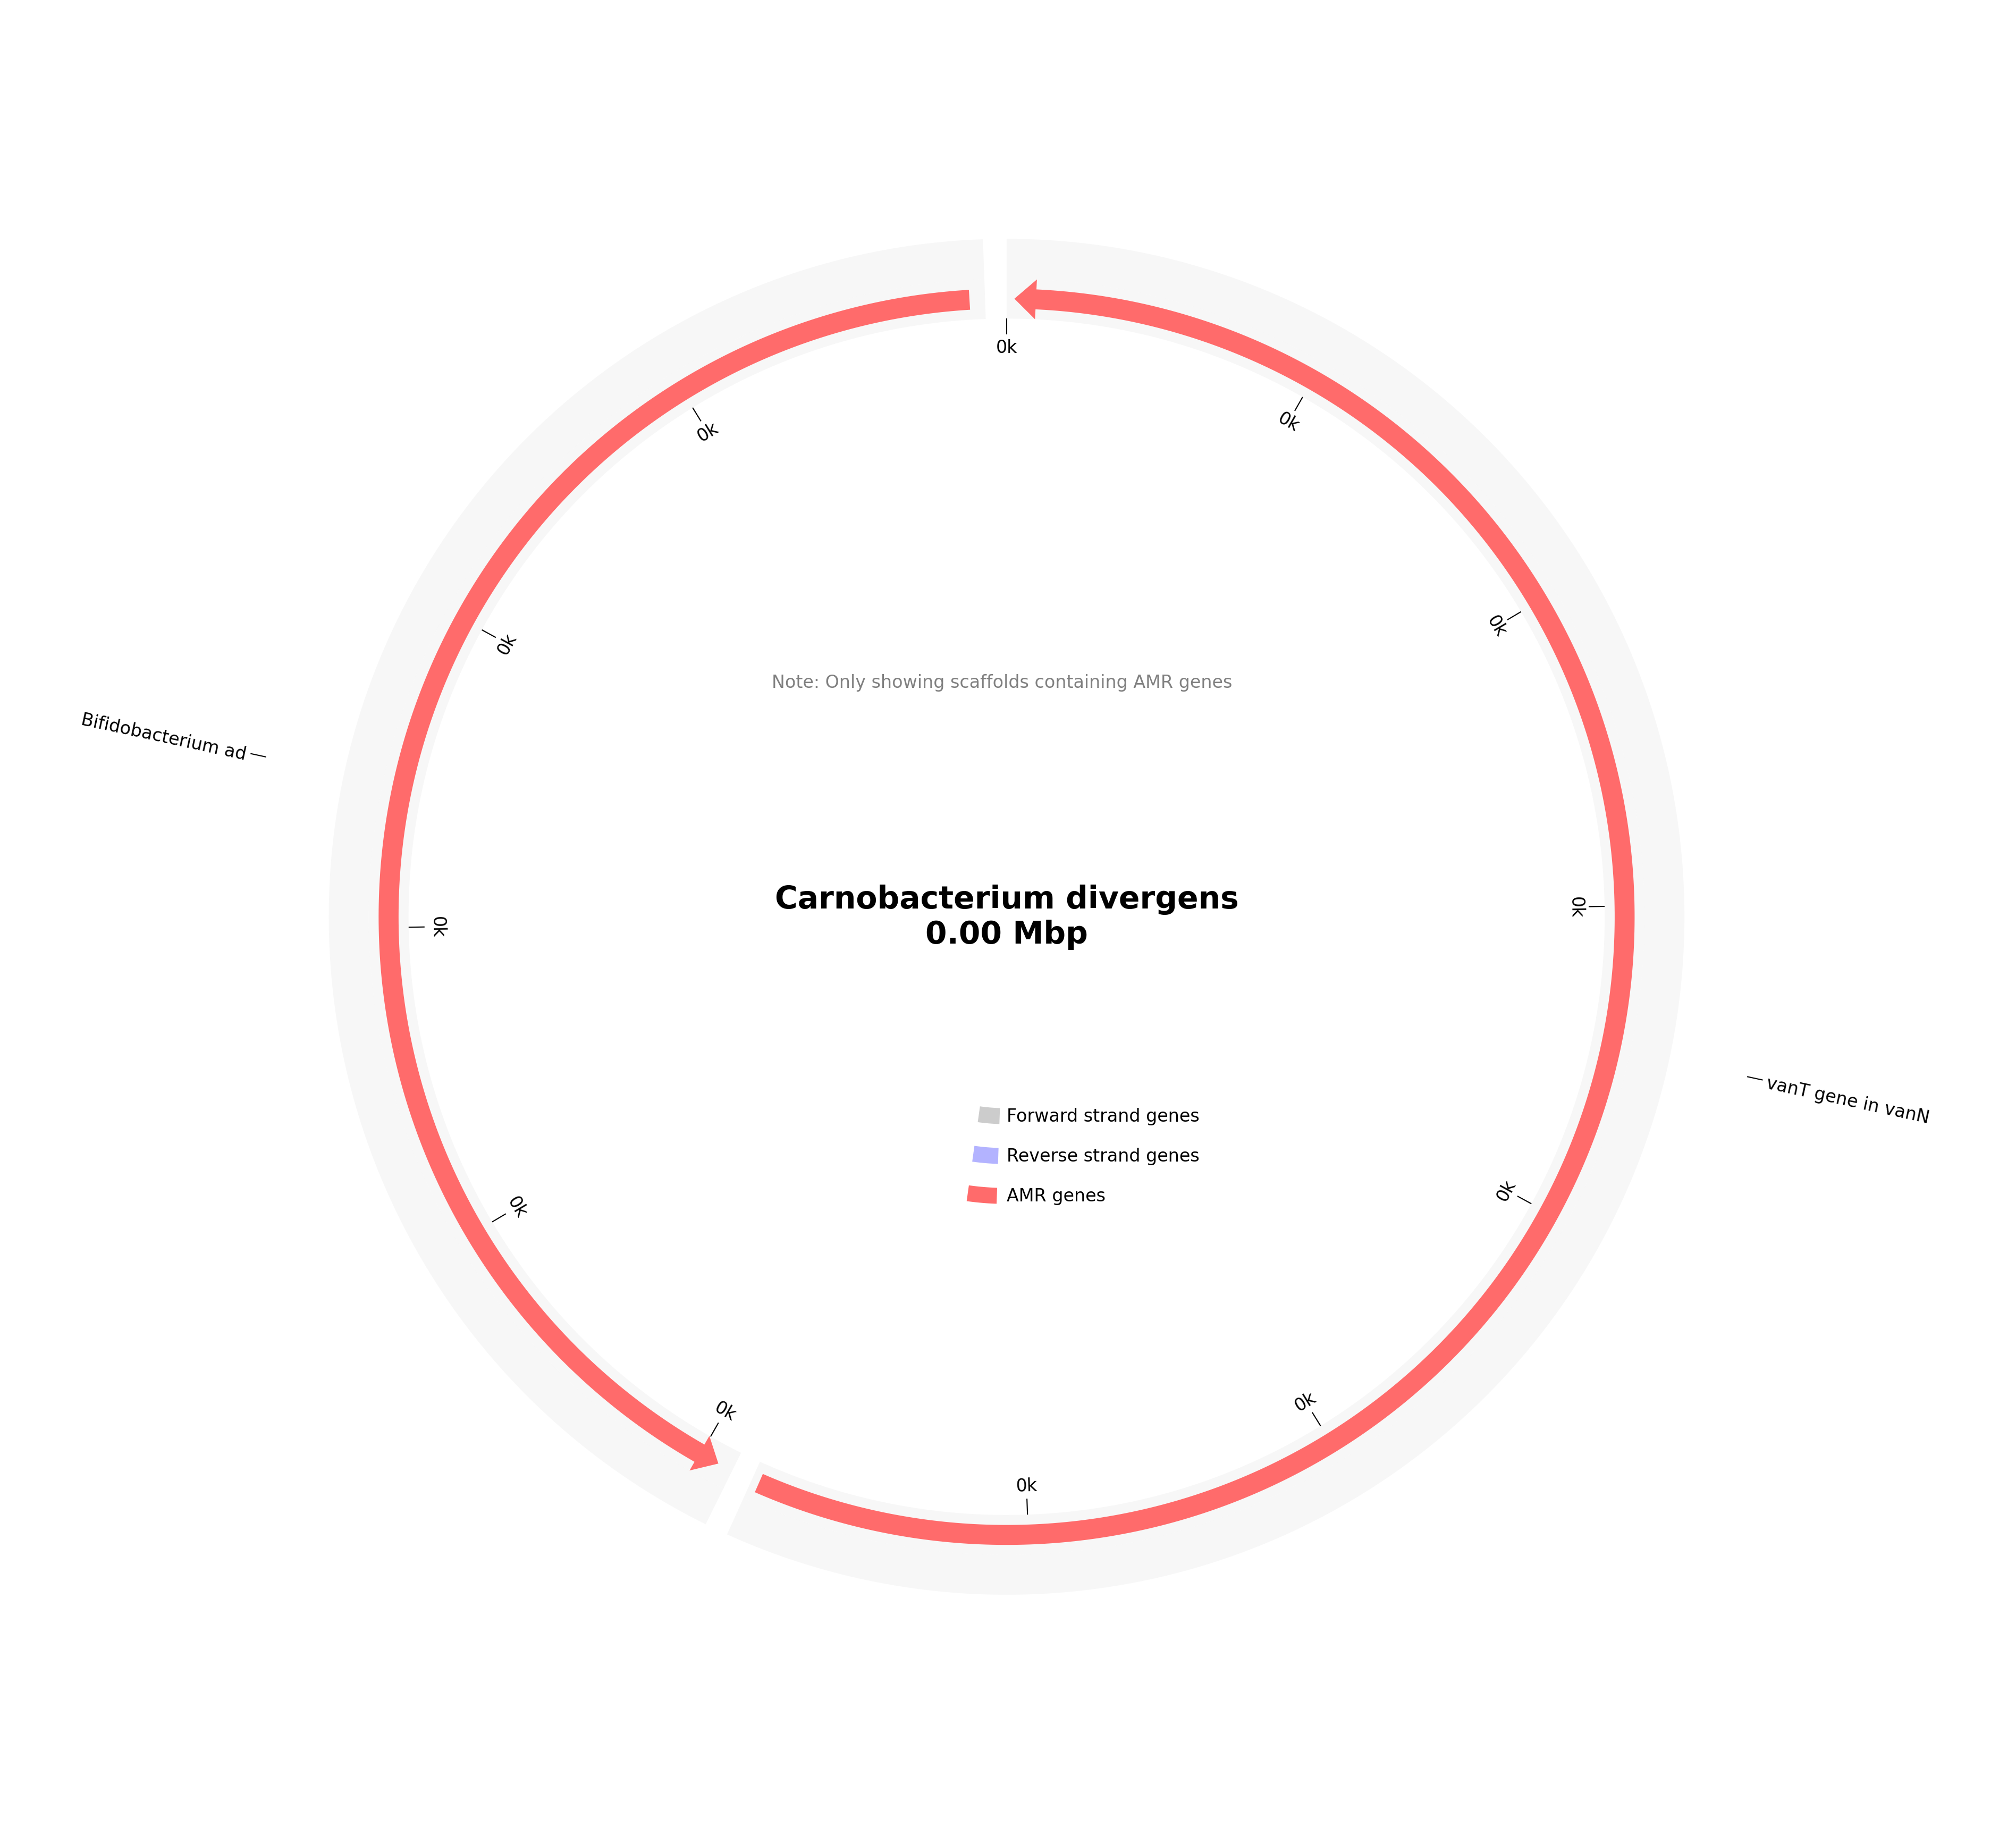 0k
0k
0k
0k
0k
0k
Note: Only showing scaffolds containing AMR genes
Bifidobacterium ad
Carnobacterium divergens
0.00 Mbp
0k
0k
vanT gene in vanN
Forward strand genes
Reverse strand genes
AMR genes
0k
0k
0k
0k
0k